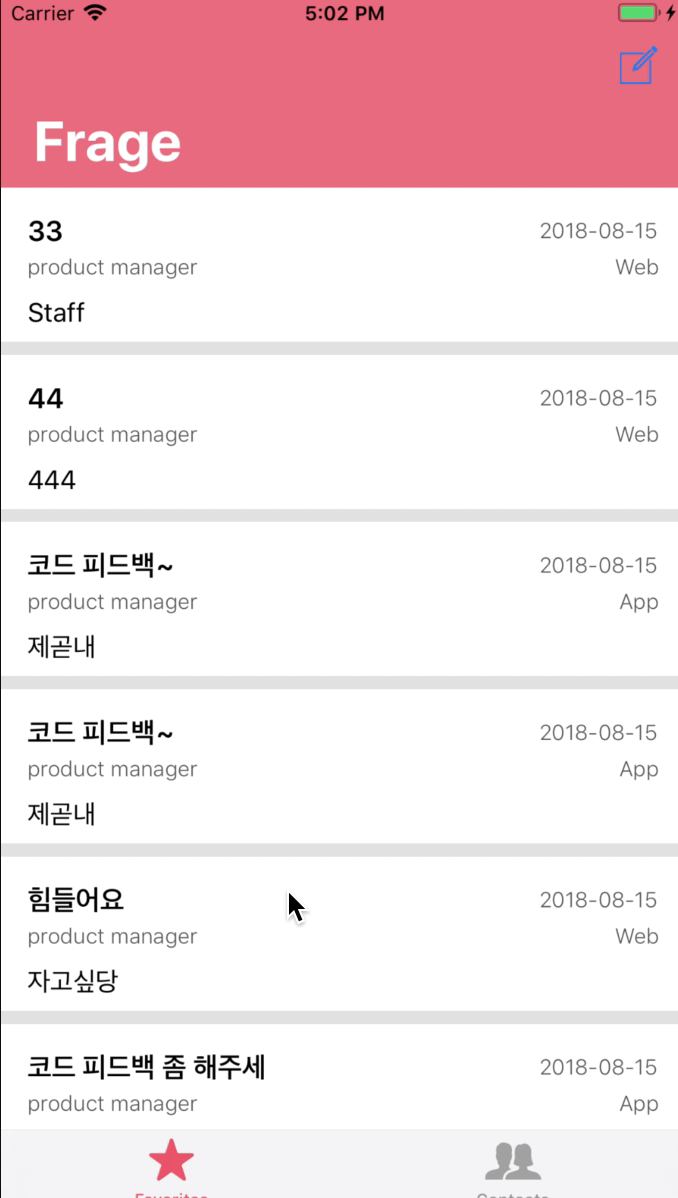 Carrier 5:02 PM
Frage
33 2018-08-15
product manager Web
Staff
44 2018-08-15
product manager Web
444
코드 피드백~ 2018-08-15
product manager App
제곧내
코드 피드백~ 2018-08-15
product manager App
제곧내
힘들어요 2018-08-15
product manager Web
자고싶당
코드 피드백 좀 해주세 2018-08-15
product manager App
Favorites Contacts